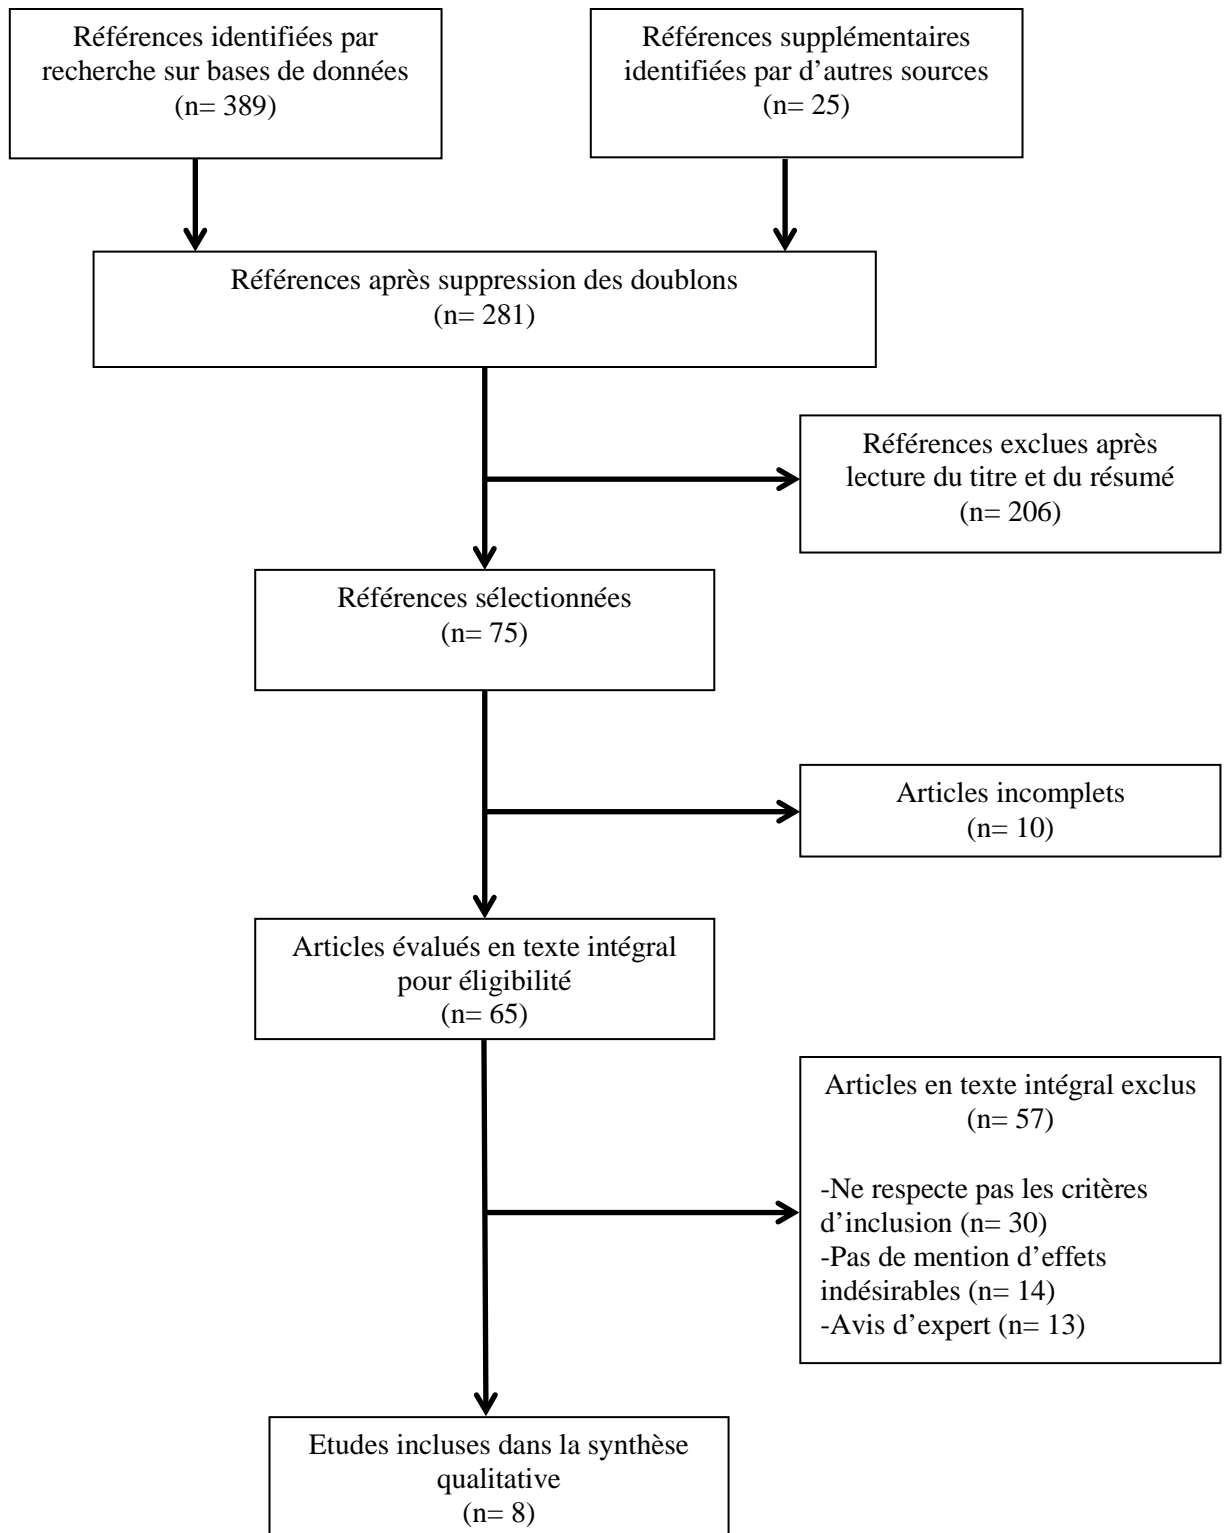 Références identifiées par
recherche sur bases de données
(n= 389)
Références supplémentaires
identifiées par d’autres sources
(n= 25)
Références après suppression des doublons
(n= 281)
Références exclues après
lecture du titre et du résumé
(n= 206)
Références sélectionnées
(n= 75)
Articles incomplets
(n= 10)
Articles évalués en texte intégral
pour éligibilité
(n= 65)
Articles en texte intégral exclus
(n= 57)
-Ne respecte pas les critères
d’inclusion (n= 30)
-Pas de mention d’effets
indésirables (n= 14)
-Avis d’expert (n= 13)
Etudes incluses dans la synthèse
qualitative
(n= 8)